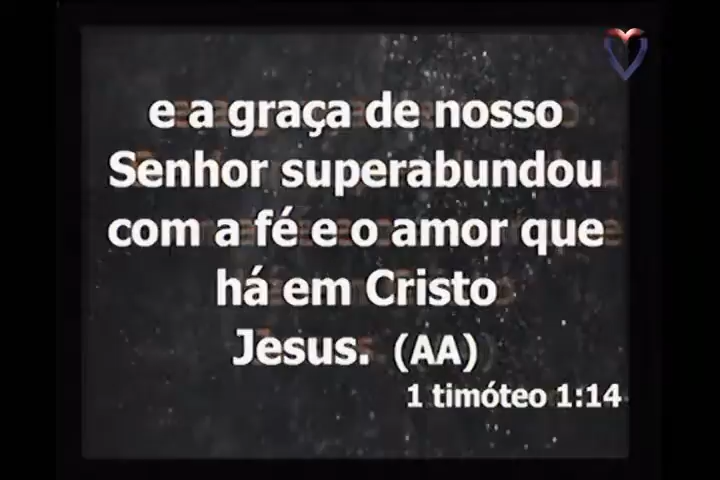 e a graça de nosso
Senhor superabundou
com a fé e o amor que
há em Cristo
Jesus. (AA)
1 timóteo 1:14